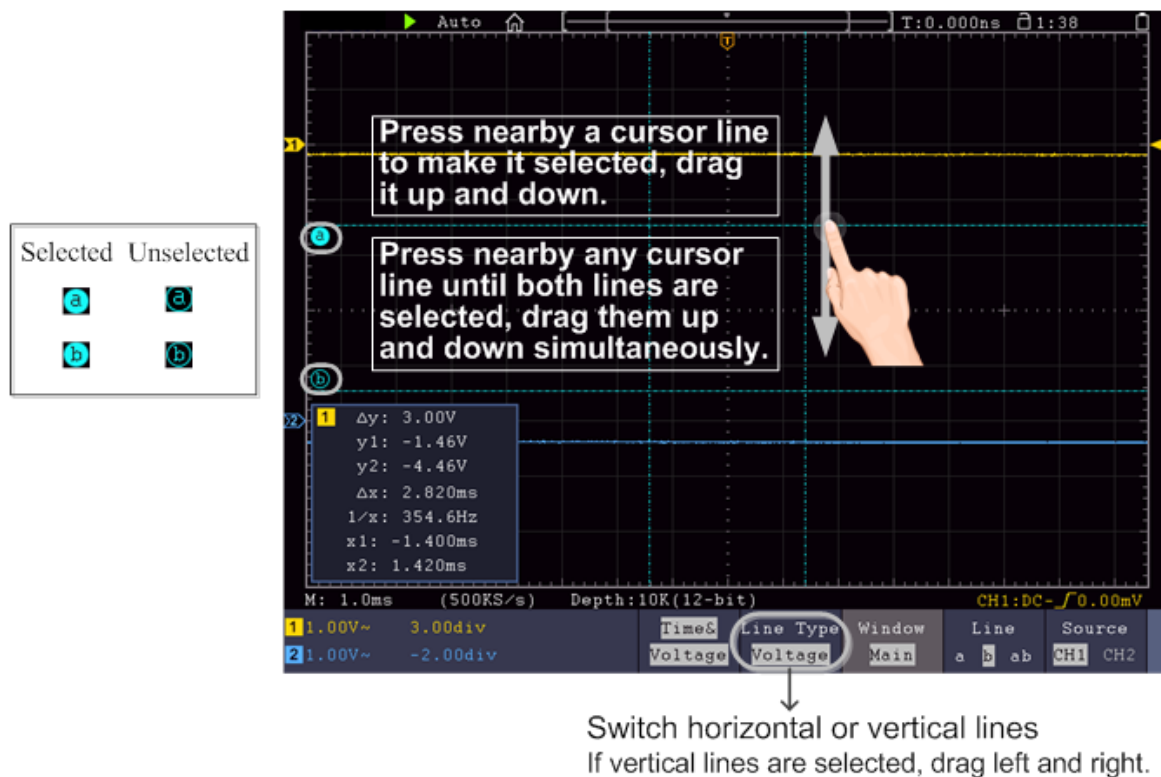 Auto
T:0.000ns 1:38
T
1
Press nearby a cursor line
to make it selected, drag
it up and down.
a
Press nearby any cursor
line until both lines are
selected, drag them up
and down simultaneously.
b
Selected Unselected
a a
b b
2
1 Δy: 3.00V
y1: -1.46V
y2: -4.46V
Δx: 2.820ms
1/x: 354.6Hz
x1: -1.400ms
x2: 1.420ms
M: 1.0ms (500KS/s) Depth:10K(12-bit) CH1:DC- 0.00mV
1 1.00V~ 3.00div
2 1.00V~ -2.00div
Time&
Voltage
Line Type
Voltage
Window
Main
Line
a b ab
Source
CH1 CH2
Switch horizontal or vertical lines
If vertical lines are selected, drag left and right.